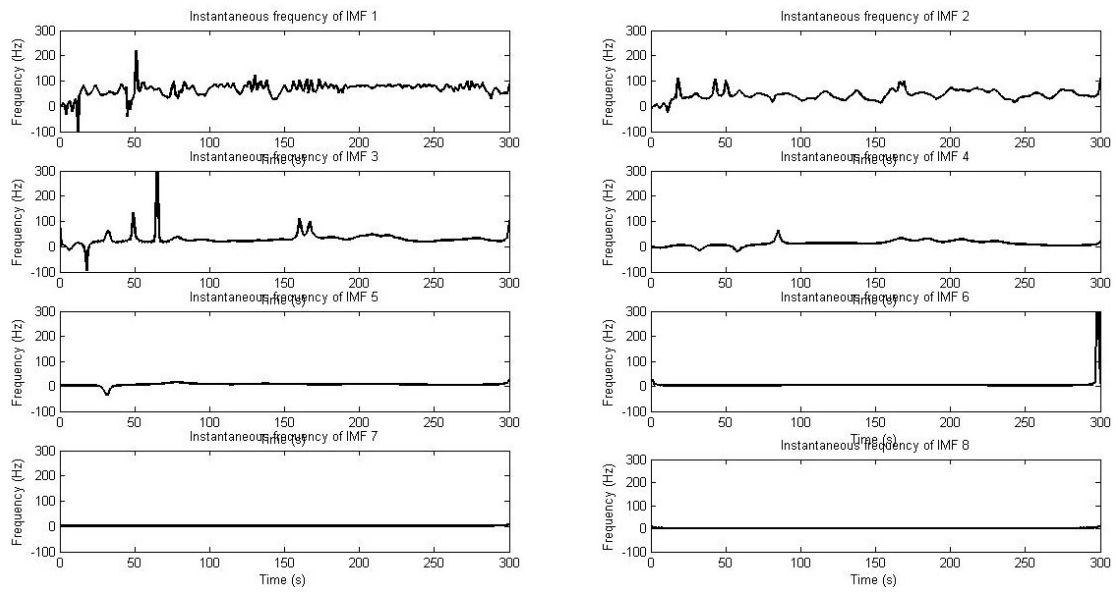 Instantaneous frequency of IMF 1
300
200
100
0
-100
Frequency (Hz)
0 50 100 150 200 250 300
Time (s)
Instantaneous frequency of IMF 2
300
200
100
0
-100
Frequency (Hz)
0 50 100 150 200 250 300
Time (s)
Instantaneous frequency of IMF 3
300
200
100
0
-100
Frequency (Hz)
0 50 100 150 200 250 300
Time (s)
Instantaneous frequency of IMF 4
300
200
100
0
-100
Frequency (Hz)
0 50 100 150 200 250 300
Time (s)
Instantaneous frequency of IMF 5
300
200
100
0
-100
Frequency (Hz)
0 50 100 150 200 250 300
Time (s)
Instantaneous frequency of IMF 6
300
200
100
0
-100
Frequency (Hz)
0 50 100 150 200 250 300
Time (s)
Instantaneous frequency of IMF 7
300
200
100
0
-100
Frequency (Hz)
0 50 100 150 200 250 300
Time (s)
Instantaneous frequency of IMF 8
300
200
100
0
-100
Frequency (Hz)
0 50 100 150 200 250 300
Time (s)